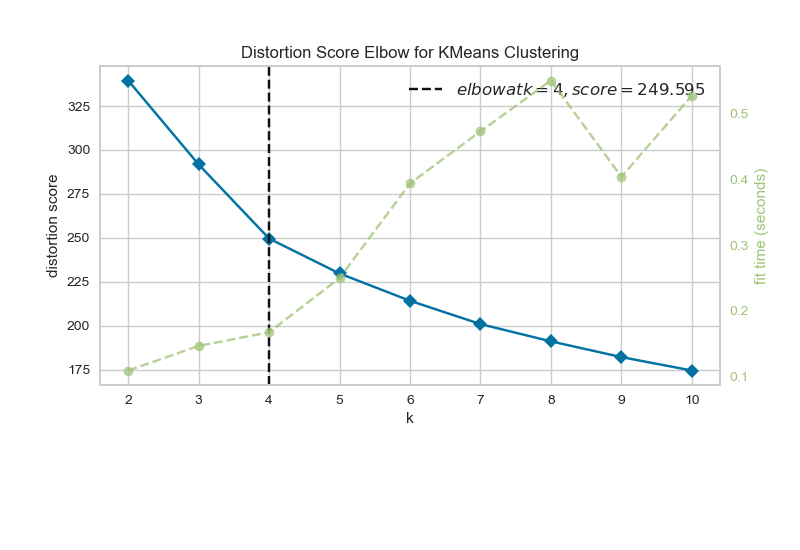 Distortion Score Elbow for KMeans Clustering
elbowatk = 4, score = 249.595
distortion score
325
300
275
250
225
200
175
0.5
0.4
0.3
0.2
0.1
fit time (seconds)
2 3 4 5 6 7 8 9 10
k